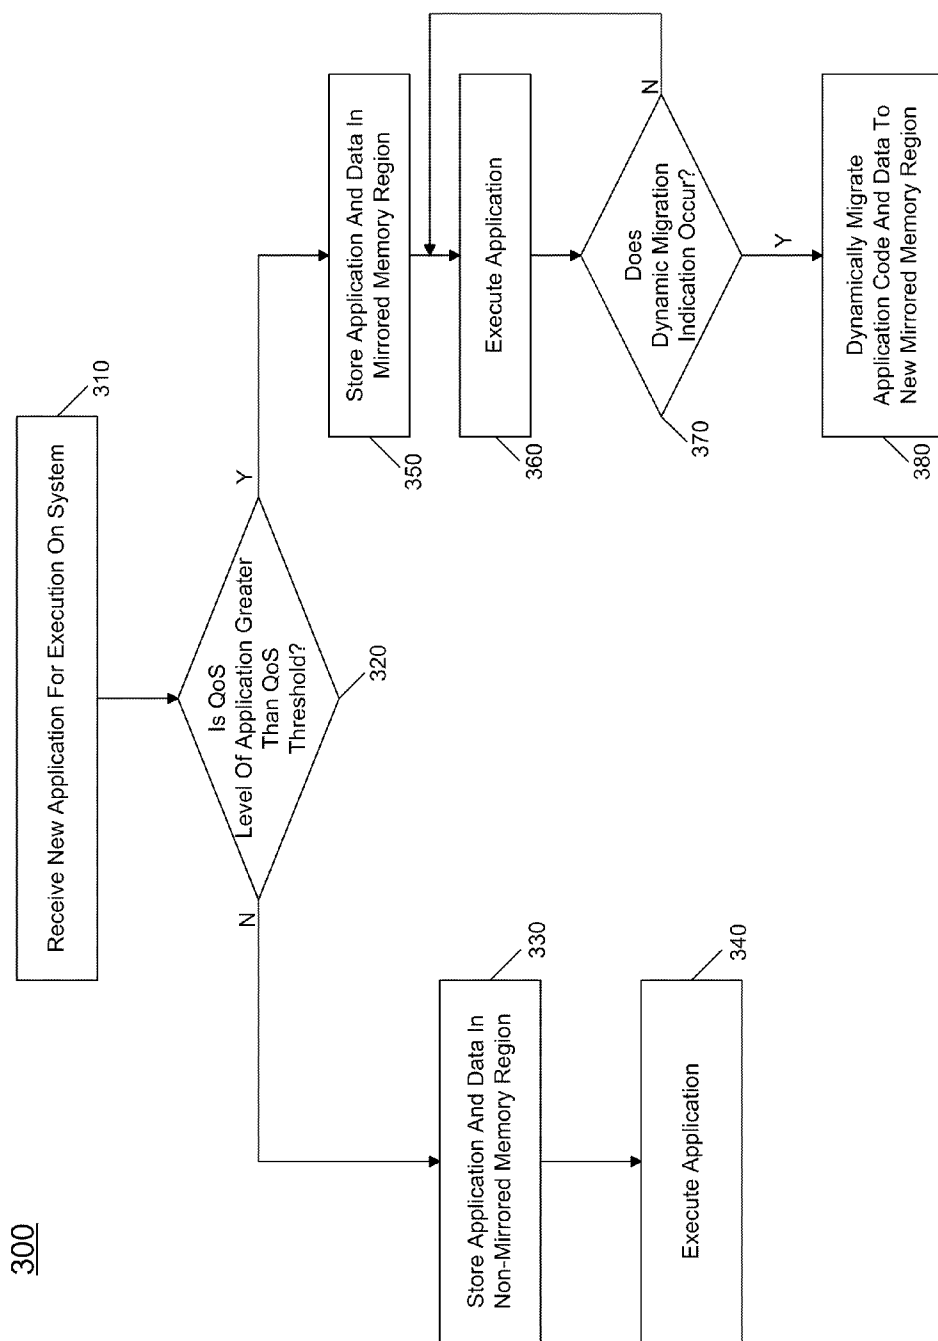 300
Receive New Application For Execution On System
310
Is QoS
Level Of Application Greater
Than QoS
Threshold?
320
N
Y
Store Application And Data In
Non-Mirrored Memory Region
330
Execute Application
340
Store Application And Data In
Mirrored Memory Region
350
Execute Application
360
Does
Dynamic Migration
Indication Occur?
370
N
Y
Dynamically Migrate
Application Code And Data To
New Mirrored Memory Region
380